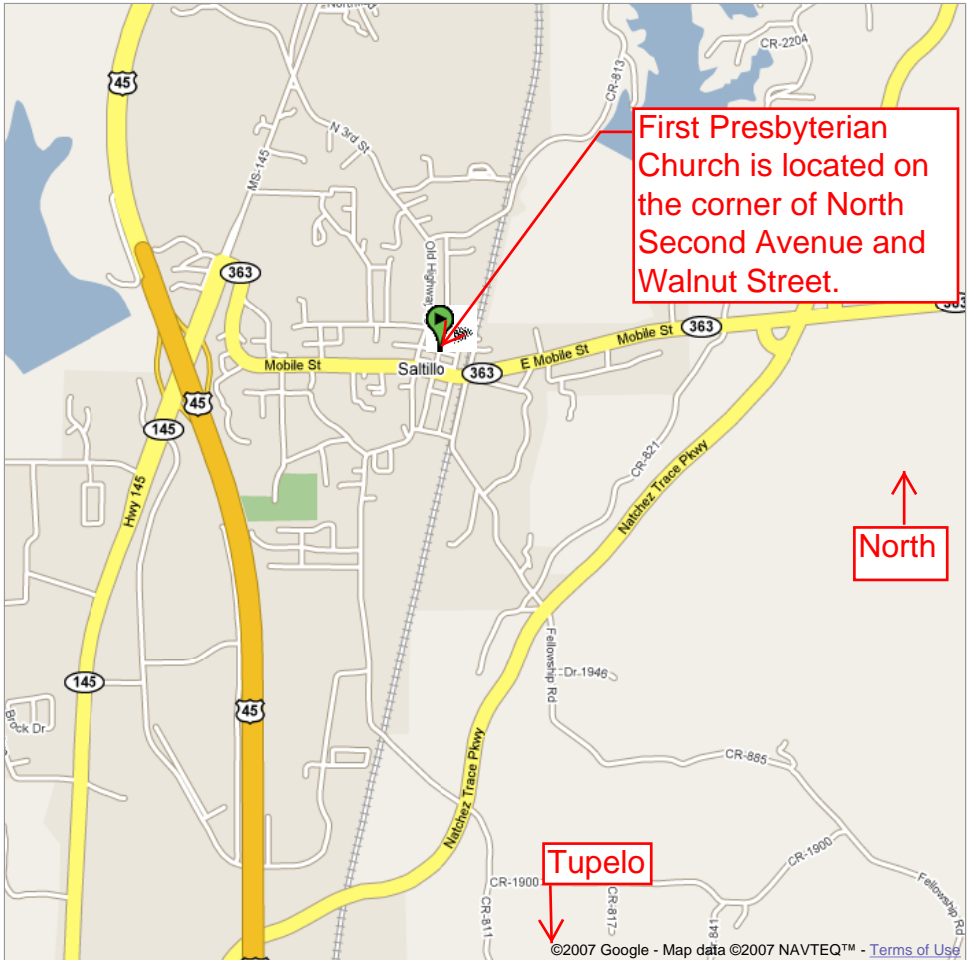 45
CR-2204
CR-813
First Presbyterian
Church is located on
the corner of North
Second Avenue and
Walnut Street.
N 3rd St
MS-145
Old Highway
363
363
363
Mobile St
E Mobile St
Mobile St
Saltillo
363
45
145
Hwy 145
CR-821
Natchez Trace Pkwy
North
Fellowship Rd
Dr 1946
145
45
Brock Dr
CR-885
Natchez Trace Pkwy
Tupelo
CR-1900
CR-1900
CR-811
CR-817
Fellowship Rd
©2007 Google - Map data ©2007 NAVTEQ™ - Terms of Use